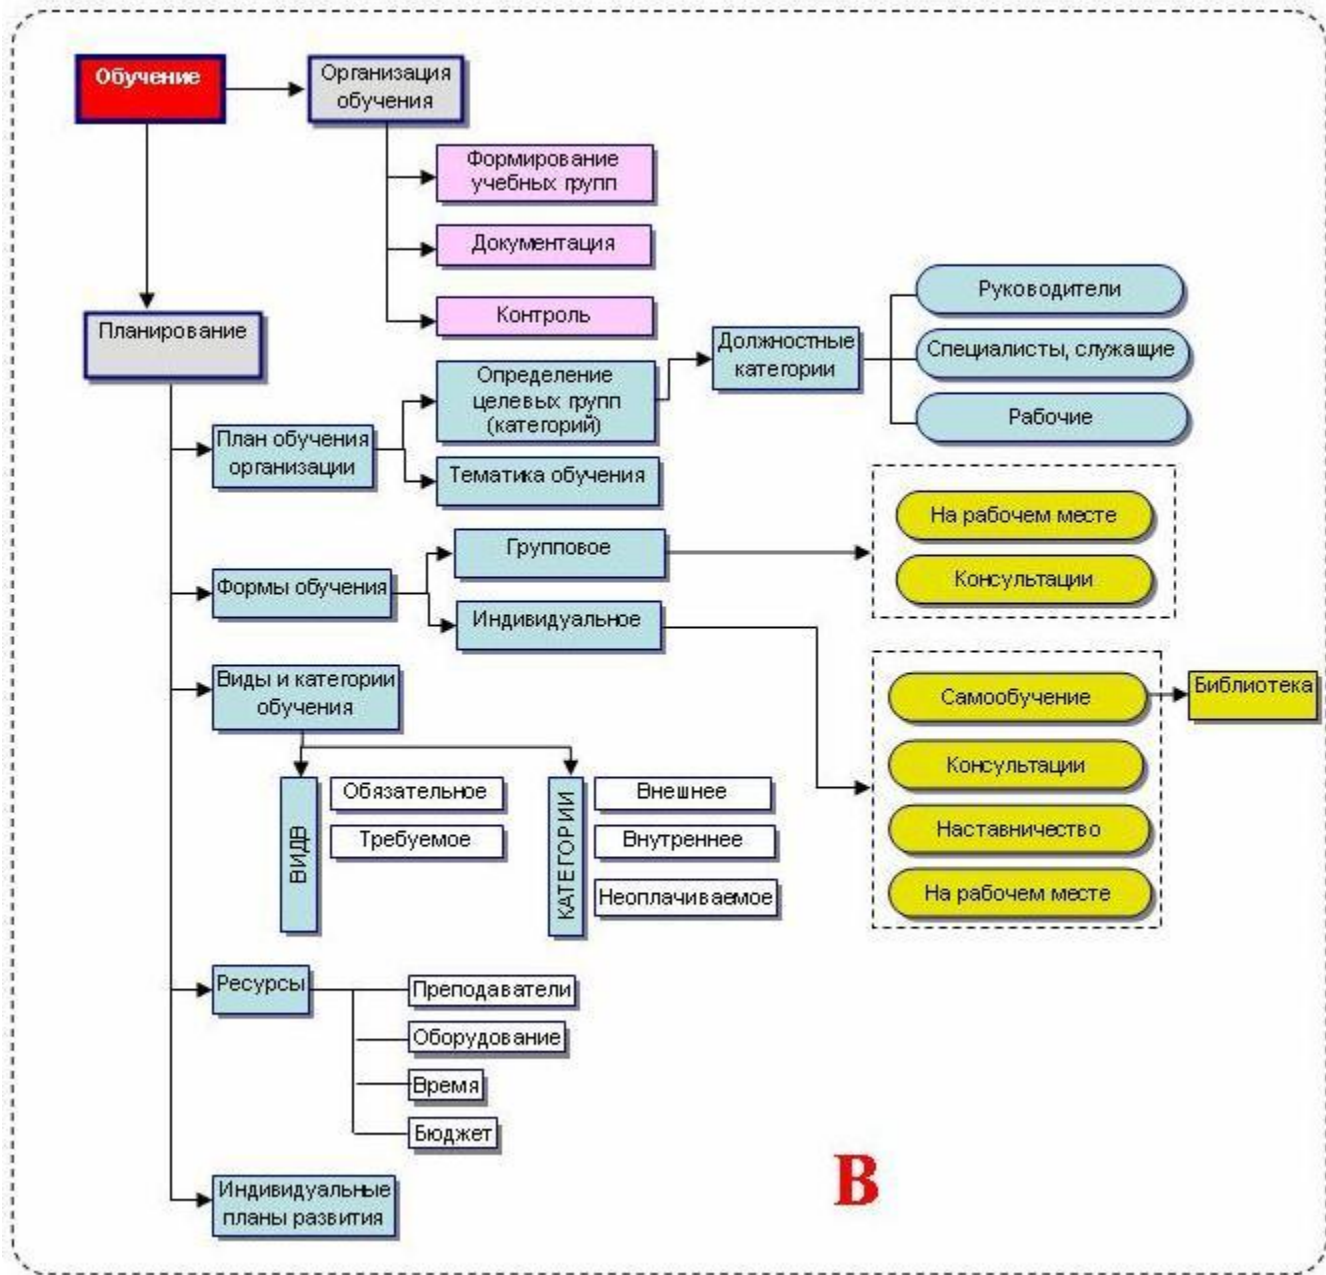 Обучение
Организация
обучения
Формирование
учебных групп
Документация
Контроль
Планирование
План обучения
организации
Определение
целевых групп
(категорий)
Тематика обучения
Должностные
категории
Руководители
Специалисты, служащие
Рабочие
Формы обучения
Групповое
Индивидуальное
На рабочем месте
Консультации
Самообучение
Консультации
Наставничество
На рабочем месте
Библиотека
Виды и категории
обучения
ВИДВ
Обязательное
Требуемое
КАТЕГОРИИ
Внешнее
Внутреннее
Неоплачиваемое
Ресурсы
Преподаватели
Оборудование
Время
Бюджет
Индивидуальные
планы развития
В